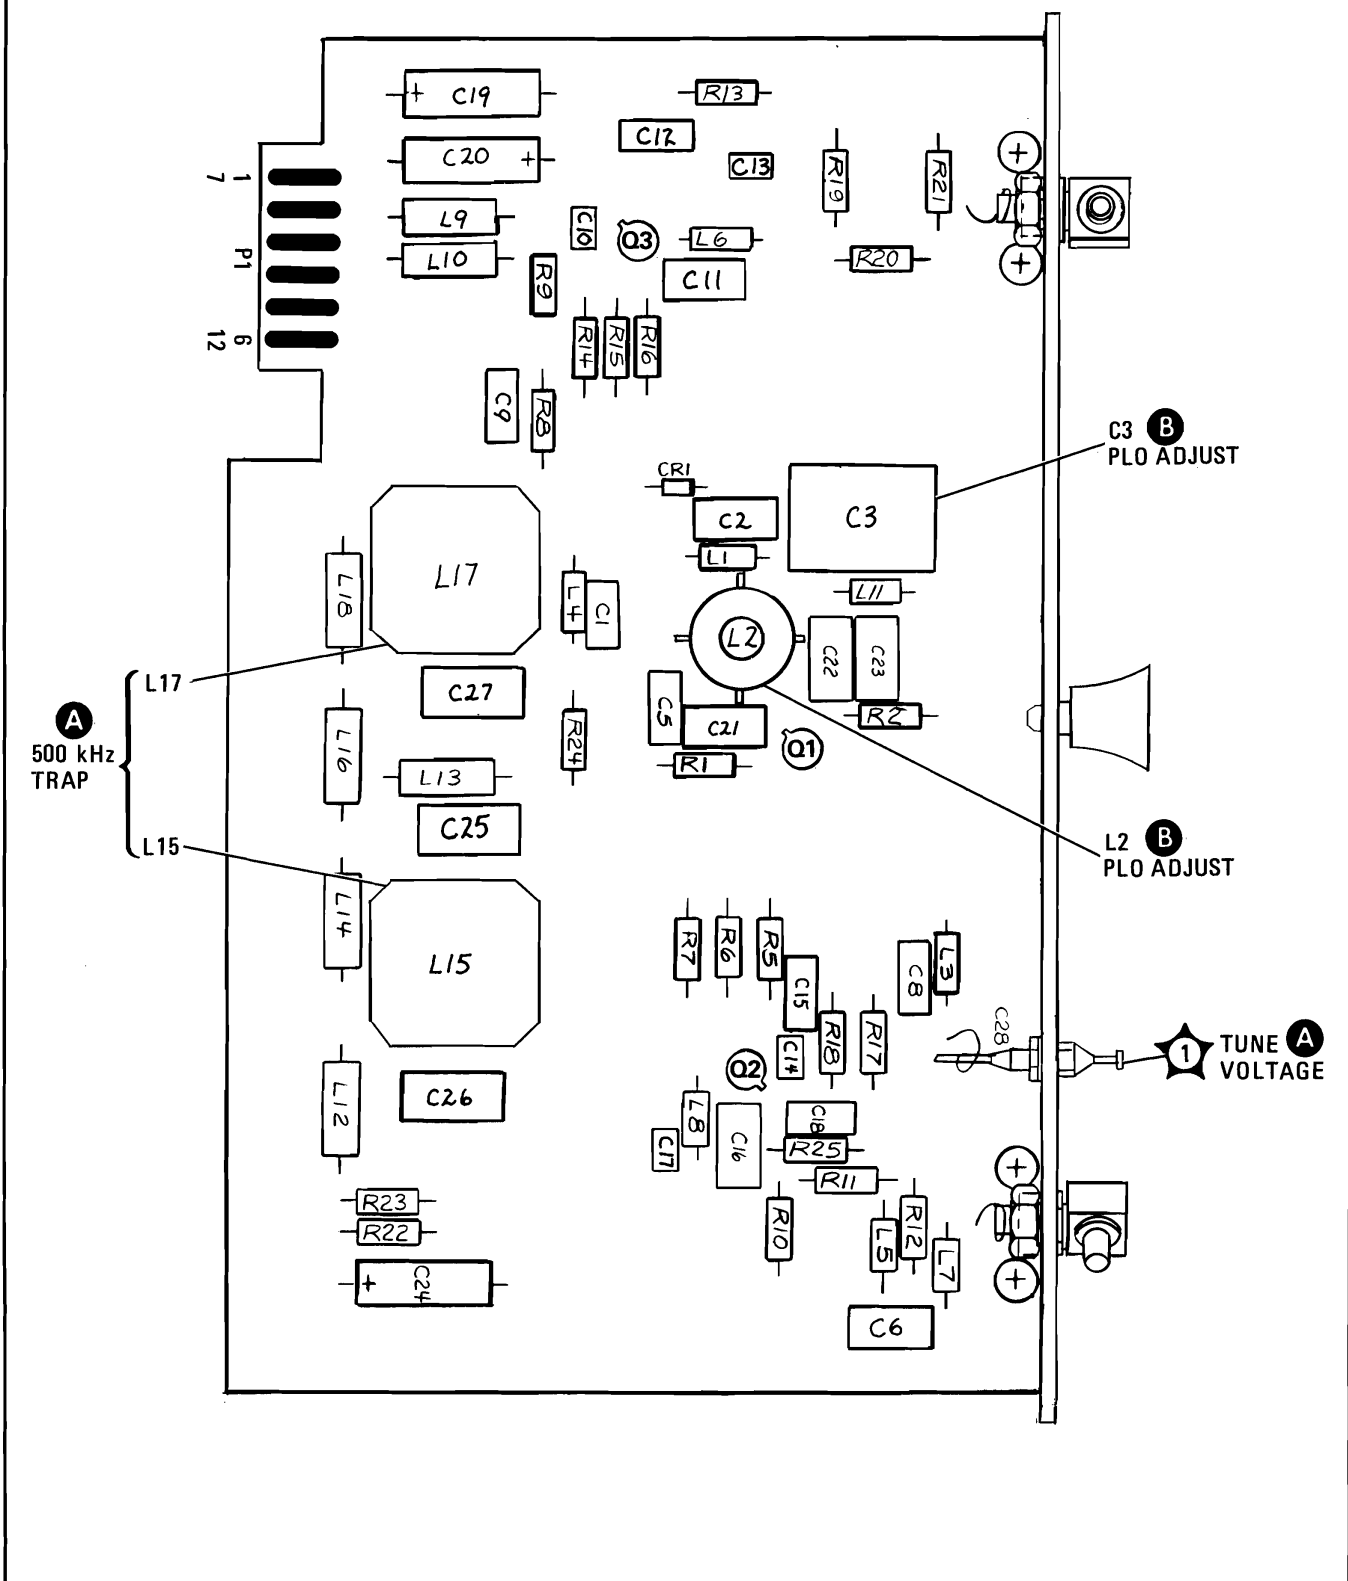 + C19
R13
C12
C20 +
C13
R19
R21
1
7
L9
C10
Q3
L6
P1
L10
R9
C11
R20
6
12
R14
R15
R16
C9
R8
C3 B
PLO ADJUST
CR1
C2
C3
L1
L17
L18
L4
C1
L11
L2
C22
C23
L17
C27
C5
C21
R2
A
500 kHz
TRAP
L16
R24
Q1
L13
R1
C25
L2 B
PLO ADJUST
L15
L14
R7
R6
R5
L3
L15
C15
C8
C28
R18
R17
C14
1 TUNE A
VOLTAGE
Q2
L12
C26
L8
C18
C17
C16
R25
R11
R23
R22
R10
L5
R12
L7
+ C24
C6